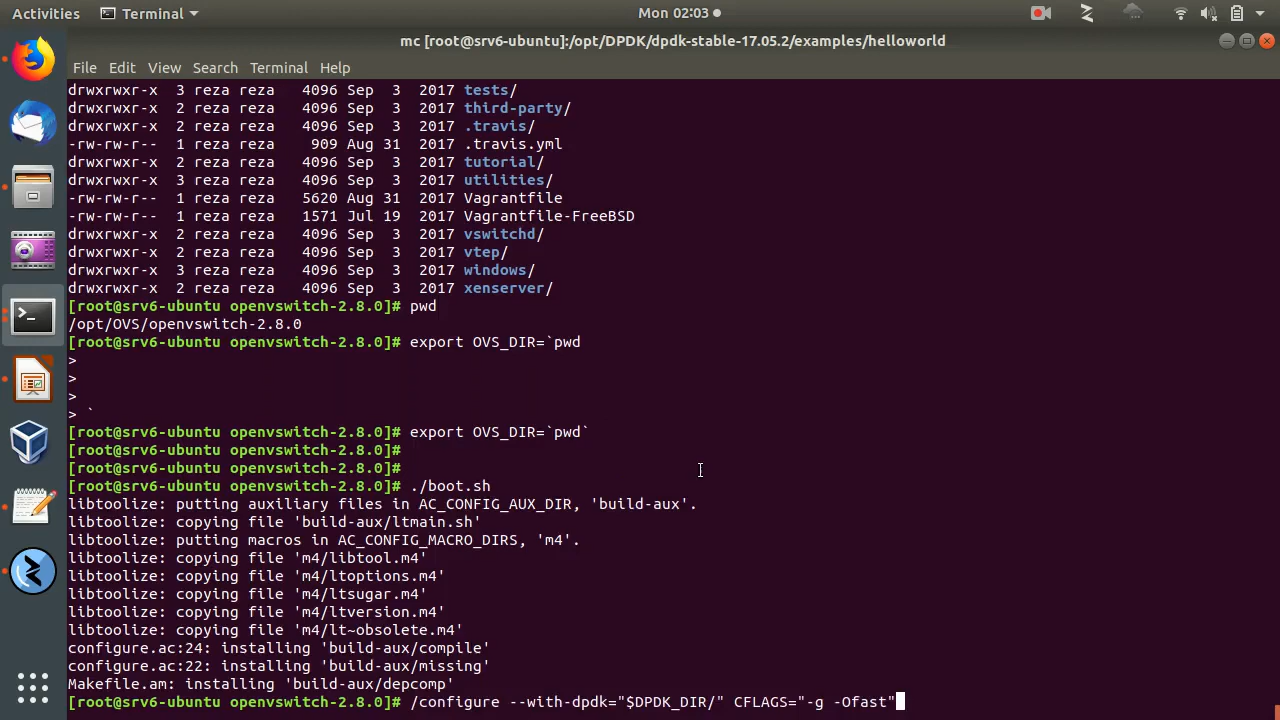 Activities Terminal Mon 02:03
mc [root@srv6-ubuntu]:/opt/DPDK/dpdk-stable-17.05.2/examples/helloworld
File Edit View Search Terminal Help
drwxrwxr-x  3 reza reza   4096 Sep  3  2017 tests/
drwxrwxr-x  2 reza reza   4096 Sep  3  2017 third-party/
drwxrwxr-x  2 reza reza   4096 Sep  3  2017 .travis/
-rw-rw-r--  1 reza reza    909 Aug 31  2017 .travis.yml
drwxrwxr-x  2 reza reza   4096 Sep  3  2017 tutorial/
drwxrwxr-x  3 reza reza   4096 Sep  3  2017 utilities/
-rw-rw-r--  1 reza reza   5620 Aug 31  2017 Vagrantfile
-rw-rw-r--  1 reza reza   1571 Jul 19  2017 Vagrantfile-FreeBSD
drwxrwxr-x  2 reza reza   4096 Sep  3  2017 vswitchd/
drwxrwxr-x  2 reza reza   4096 Sep  3  2017 vtep/
drwxrwxr-x  3 reza reza   4096 Sep  3  2017 windows/
drwxrwxr-x  2 reza reza   4096 Sep  3  2017 xenserver/
[root@srv6-ubuntu openvswitch-2.8.0]# pwd
/opt/OVS/openvswitch-2.8.0
[root@srv6-ubuntu openvswitch-2.8.0]# export OVS_DIR=`pwd
>
>
>
> `
[root@srv6-ubuntu openvswitch-2.8.0]# export OVS_DIR=`pwd`
[root@srv6-ubuntu openvswitch-2.8.0]#
[root@srv6-ubuntu openvswitch-2.8.0]#
[root@srv6-ubuntu openvswitch-2.8.0]# ./boot.sh
libtoolize: putting auxiliary files in AC_CONFIG_AUX_DIR, 'build-aux'.
libtoolize: copying file 'build-aux/ltmain.sh'
libtoolize: putting macros in AC_CONFIG_MACRO_DIRS, 'm4'.
libtoolize: copying file 'm4/libtool.m4'
libtoolize: copying file 'm4/ltoptions.m4'
libtoolize: copying file 'm4/ltsugar.m4'
libtoolize: copying file 'm4/ltversion.m4'
libtoolize: copying file 'm4/lt~obsolete.m4'
configure.ac:24: installing 'build-aux/compile'
configure.ac:22: installing 'build-aux/missing'
Makefile.am: installing 'build-aux/depcomp'
[root@srv6-ubuntu openvswitch-2.8.0]# /configure --with-dpdk="$DPDK_DIR/" CFLAGS="-g -Ofast"